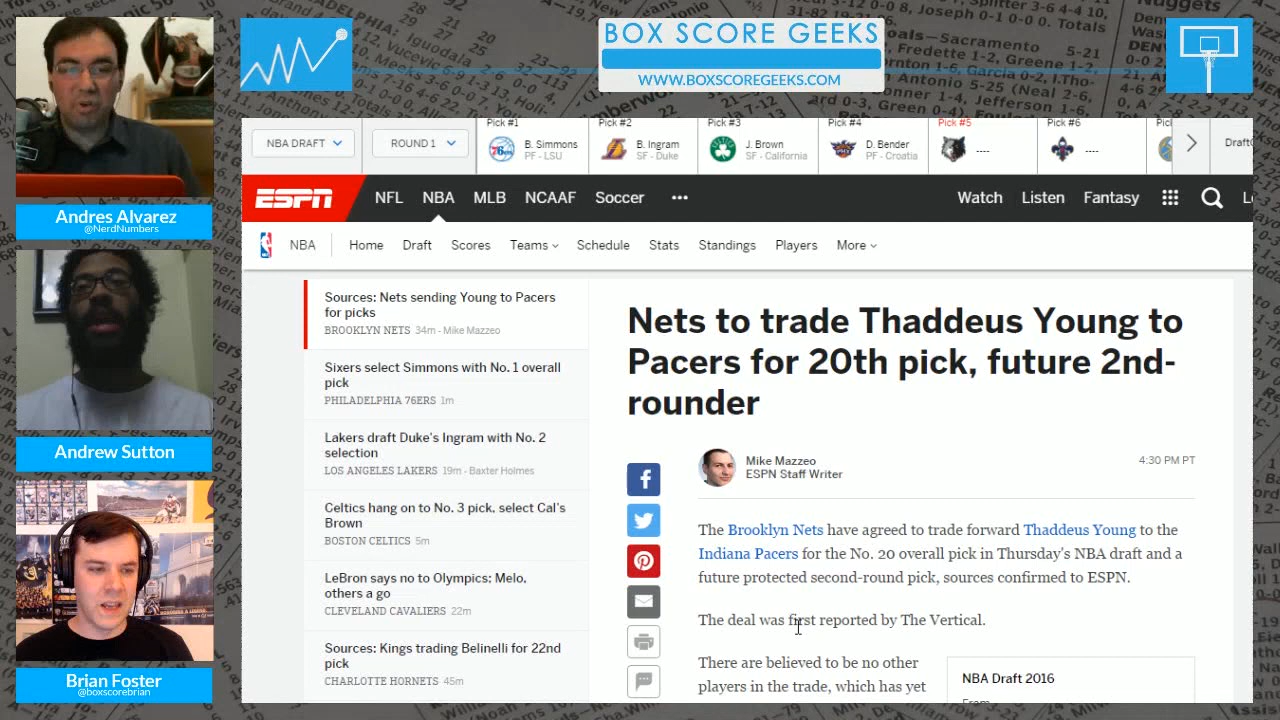 BOX SCORE GEEKS
WWW.BOXSCOREGEEKS.COM
Andres Alvarez
@NerdNumbers
Andrew Sutton
Brian Foster
@boxscorebrian
NBA DRAFT
ROUND 1
Pick #1
B. Simmons
PF - LSU
Pick #2
B. Ingram
SF - Duke
Pick #3
J. Brown
SF - California
Pick #4
D. Bender
PF - Croatia
Pick #5
----
Pick #6
----
ESPN NFL NBA MLB NCAAF Soccer ••• Watch Listen Fantasy
NBA Home Draft Scores Teams Schedule Stats Standings Players More
Sources: Nets sending Young to Pacers
for picks
BROOKLYN NETS 34m - Mike Mazzeo
Sixers select Simmons with No. 1 overall
pick
PHILADELPHIA 76ERS 1m
Lakers draft Duke's Ingram with No. 2
selection
LOS ANGELES LAKERS 19m - Baxter Holmes
Celtics hang on to No. 3 pick, select Cal's
Brown
BOSTON CELTICS 5m
LeBron says no to Olympics; Melo,
others a go
CLEVELAND CAVALIERS 22m
Sources: Kings trading Belinelli for 22nd
pick
CHARLOTTE HORNETS 45m
Nets to trade Thaddeus Young to
Pacers for 20th pick, future 2nd-
rounder
Mike Mazzeo
ESPN Staff Writer
4:30 PM PT
The Brooklyn Nets have agreed to trade forward Thaddeus Young to the
Indiana Pacers for the No. 20 overall pick in Thursday's NBA draft and a
future protected second-round pick, sources confirmed to ESPN.
The deal was first reported by The Vertical.
There are believed to be no other
players in the trade, which has yet
NBA Draft 2016